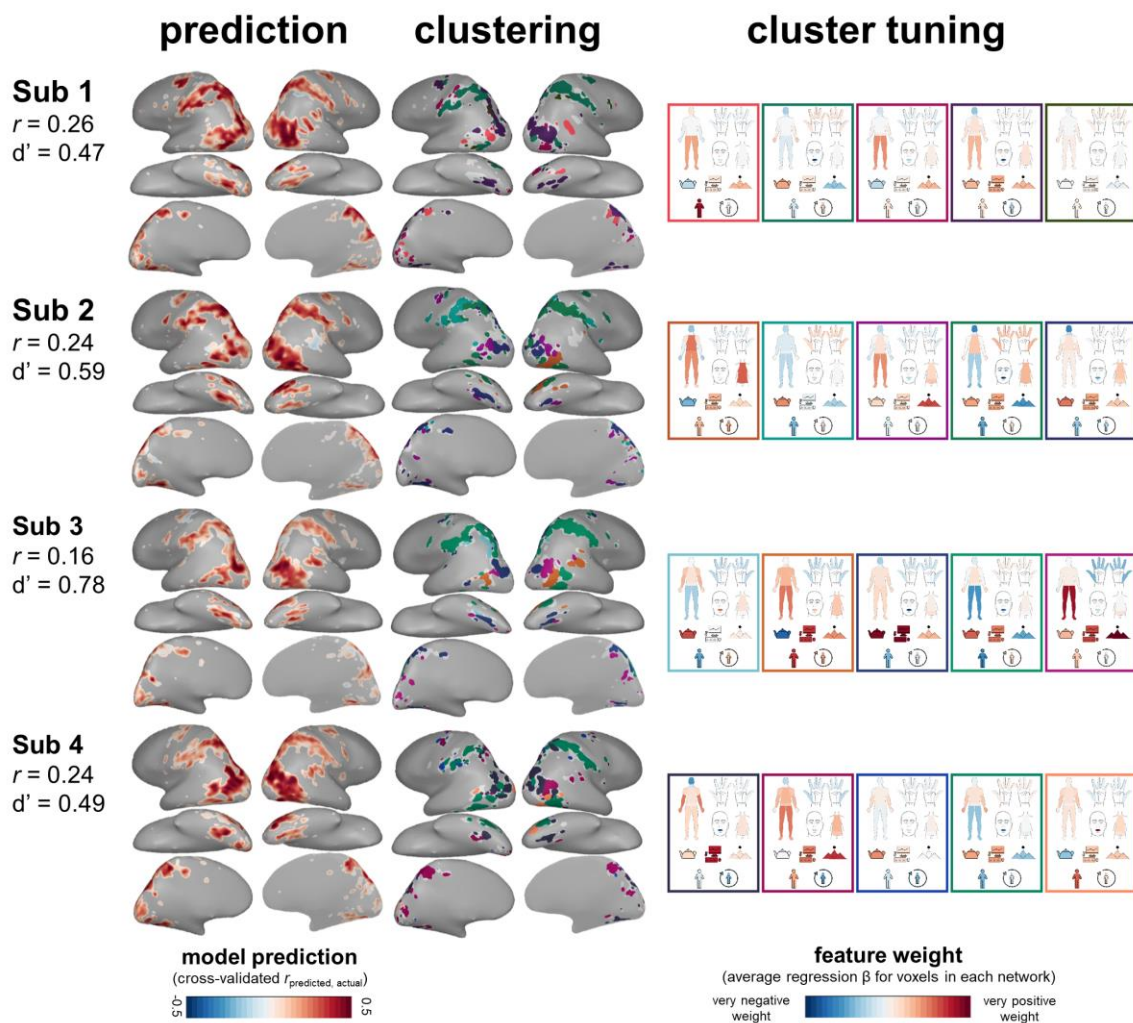 prediction
clustering
cluster tuning
Sub 1
r = 0.26
d' = 0.47
Sub 2
r = 0.24
d' = 0.59
Sub 3
r = 0.16
d' = 0.78
Sub 4
r = 0.24
d' = 0.49
model prediction
(cross-validated rpredicted, actual)
-0.5
0.5
feature weight
(average regression β for voxels in each network)
very negative
weight
very positive
weight